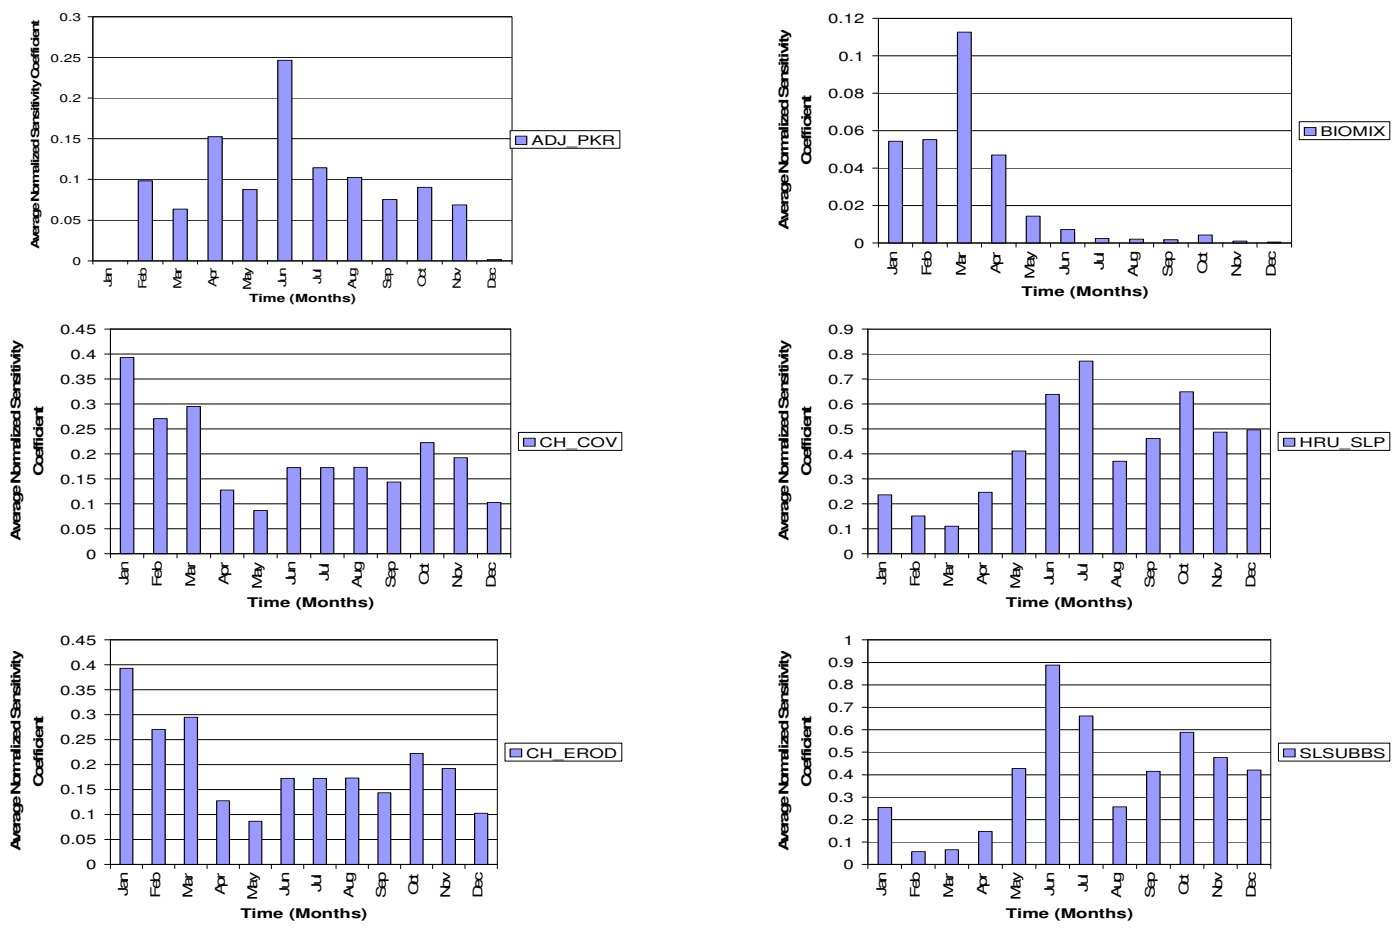 Average Normalized Sensitivity Coefficient
0.3
0.25
0.2
0.15
0.1
0.05
0
Jan Feb Mar Apr May Jun Jul Aug Sep Oct Nov Dec
Time (Months)
ADJ_PKR
Average Normalized Sensitivity
Coefficient
0.12
0.1
0.08
0.06
0.04
0.02
0
Jan Feb Mar Apr May Jun Jul Aug Sep Oct Nov Dec
Time (Months)
BIOMIX
Average Normalized Sensitivity
Coefficient
0.45
0.4
0.35
0.3
0.25
0.2
0.15
0.1
0.05
0
Jan Feb Mar Apr May Jun Jul Aug Sep Oct Nov Dec
Time (Months)
CH_COV
Average Normalized Sensitivity
Coefficient
0.9
0.8
0.7
0.6
0.5
0.4
0.3
0.2
0.1
0
Jan Feb Mar Apr May Jun Jul Aug Sep Oct Nov Dec
Time (Months)
HRU_SLP
Average Normalized Sensitivity
Coefficient
0.45
0.4
0.35
0.3
0.25
0.2
0.15
0.1
0.05
0
Jan Feb Mar Apr May Jun Jul Aug Sep Oct Nov Dec
Time (Months)
CH_EROD
Average Normalized Sensitivity
Coefficient
1
0.9
0.8
0.7
0.6
0.5
0.4
0.3
0.2
0.1
0
Jan Feb Mar Apr May Jun Jul Aug Sep Oct Nov Dec
Time (Months)
SLSUBBS